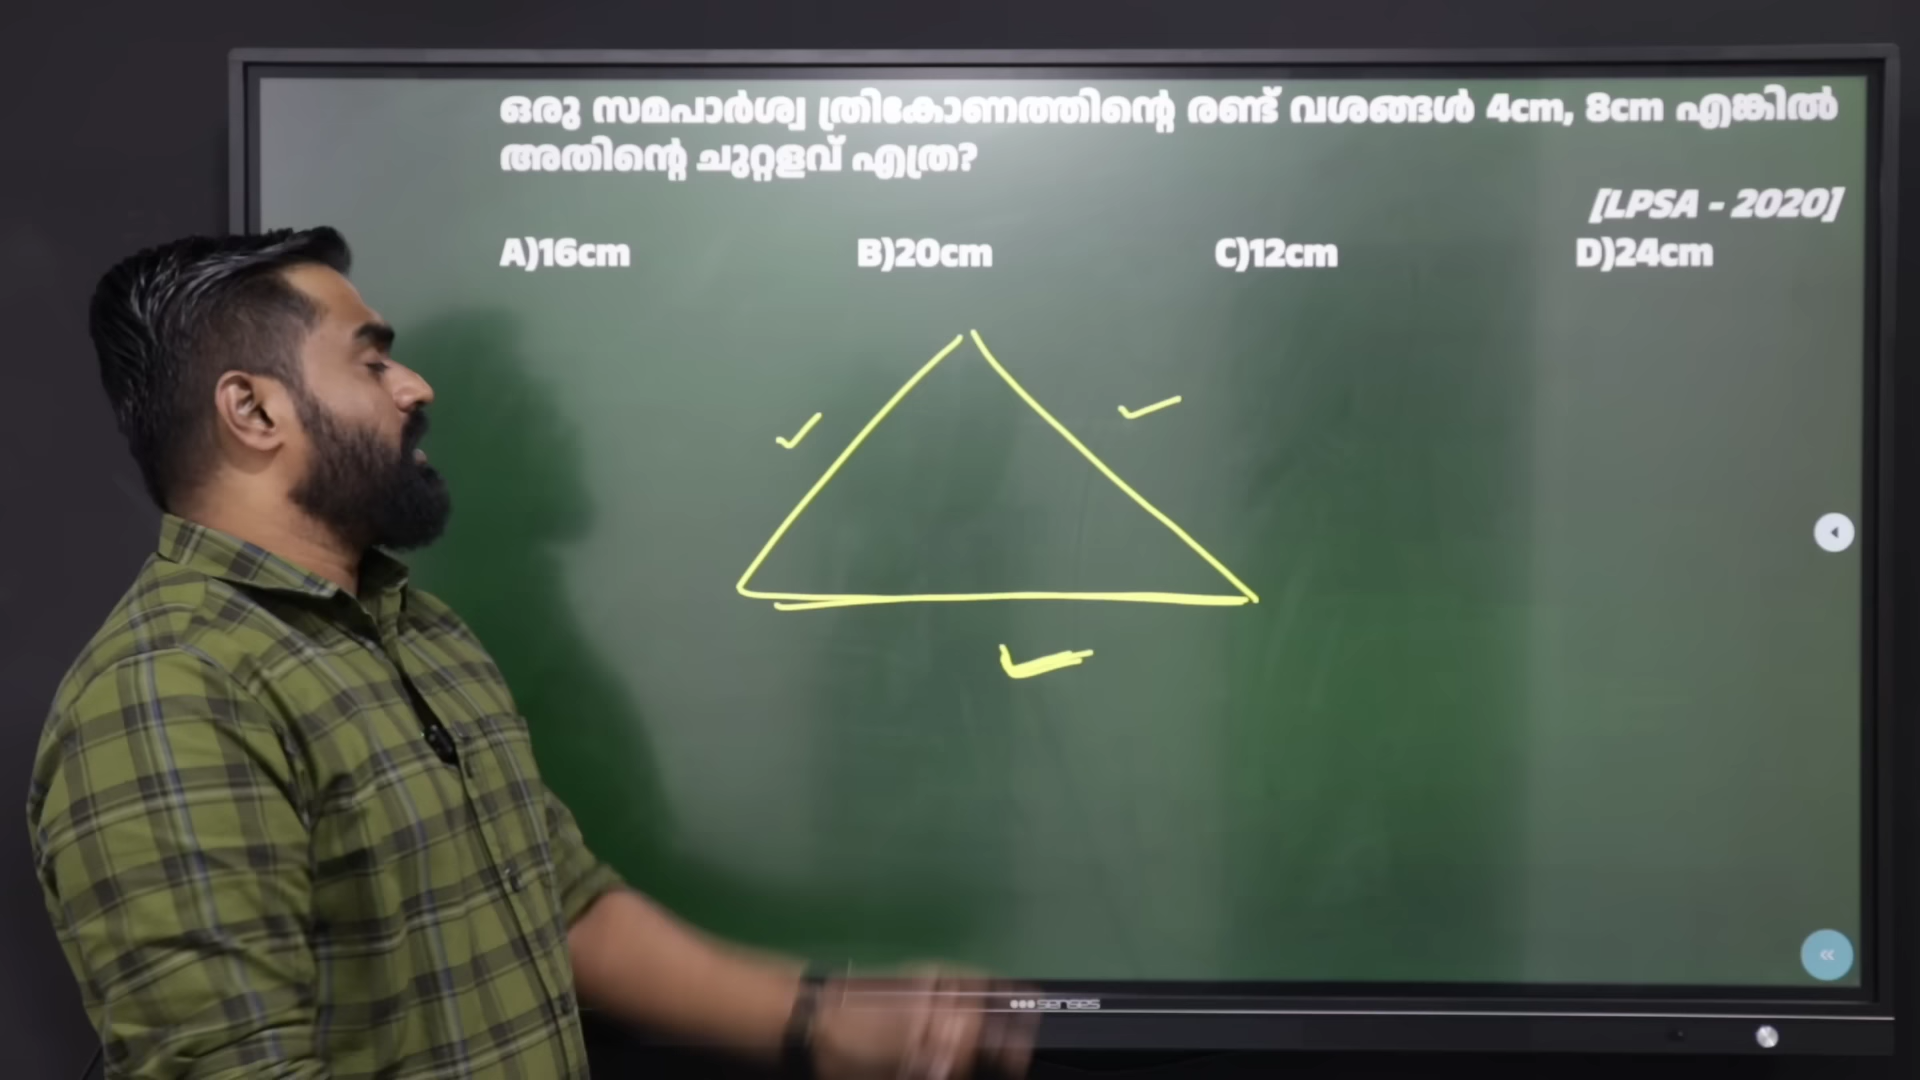 ഒരു സമപാർശ്വ ത്രികോണത്തിന്റെ രണ്ട് വശങ്ങൾ 4cm, 8cm എങ്കിൽ
അതിന്റെ ചുറ്റളവ് എത്ര?
[LPSA - 2020]
A)16cm B)20cm C)12cm D)24cm
senses